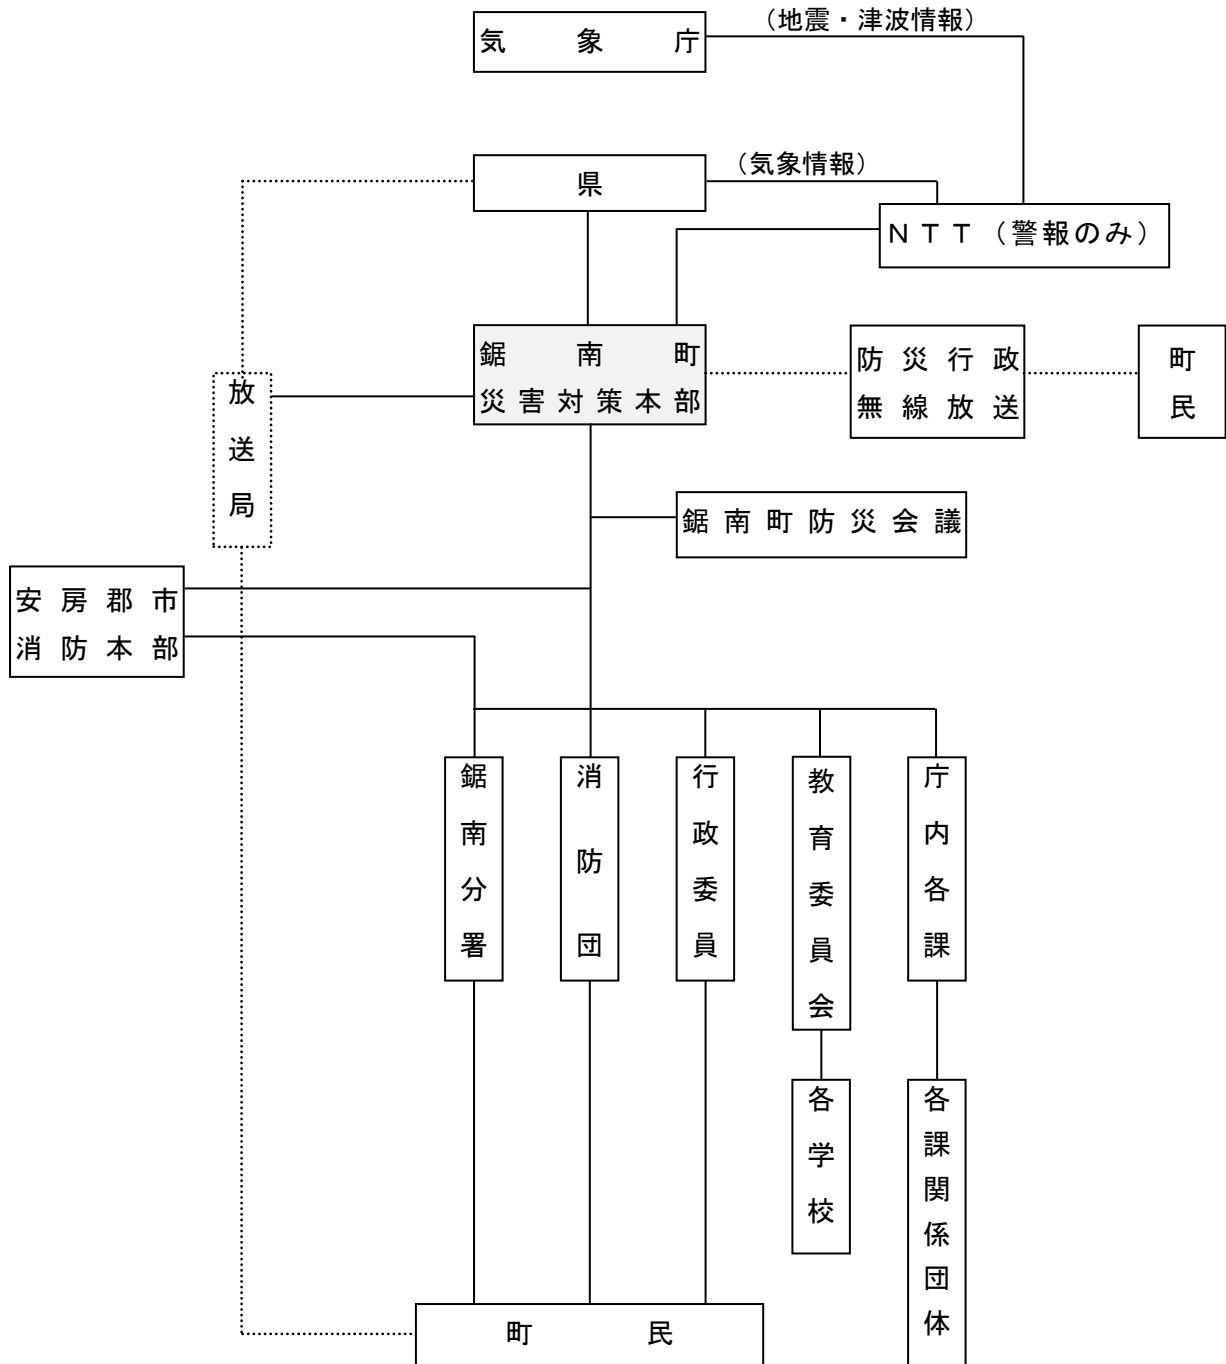 （地震・津波情報）
気象庁
（気象情報）
県
ＮＴＴ（警報のみ）
鋸南町
災害対策本部
防災行政
無線放送
町
民
放送局
鋸南町防災会議
安房郡市
消防本部
鋸南分署
消防団
行政委員
教育委員会
庁内各課
各学校
各課関係団体
町民